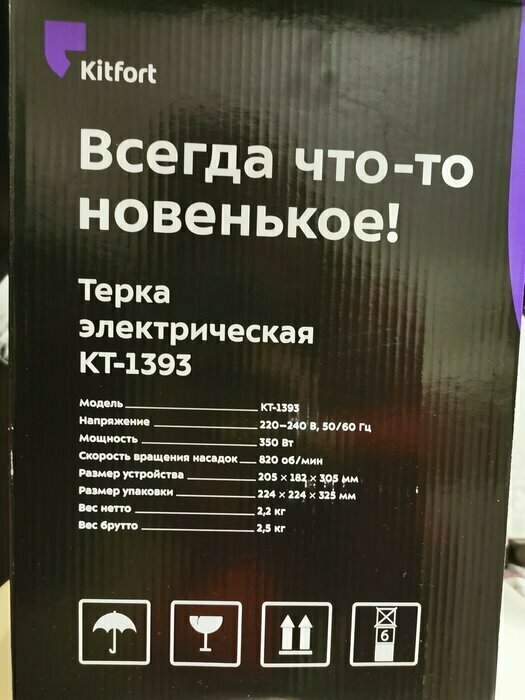 Kitfort
Всегда что-то
новенькое!
Терка
электрическая
КТ-1393
Модель КТ-1393
Напряжение 220–240 В, 50/60 Гц
Мощность 350 Вт
Скорость вращения насадок 820 об/мин
Размер устройства 205 × 182 × 305 мм
Размер упаковки 224 × 224 × 325 мм
Вес нетто 2,2 кг
Вес брутто 2,5 кг
6